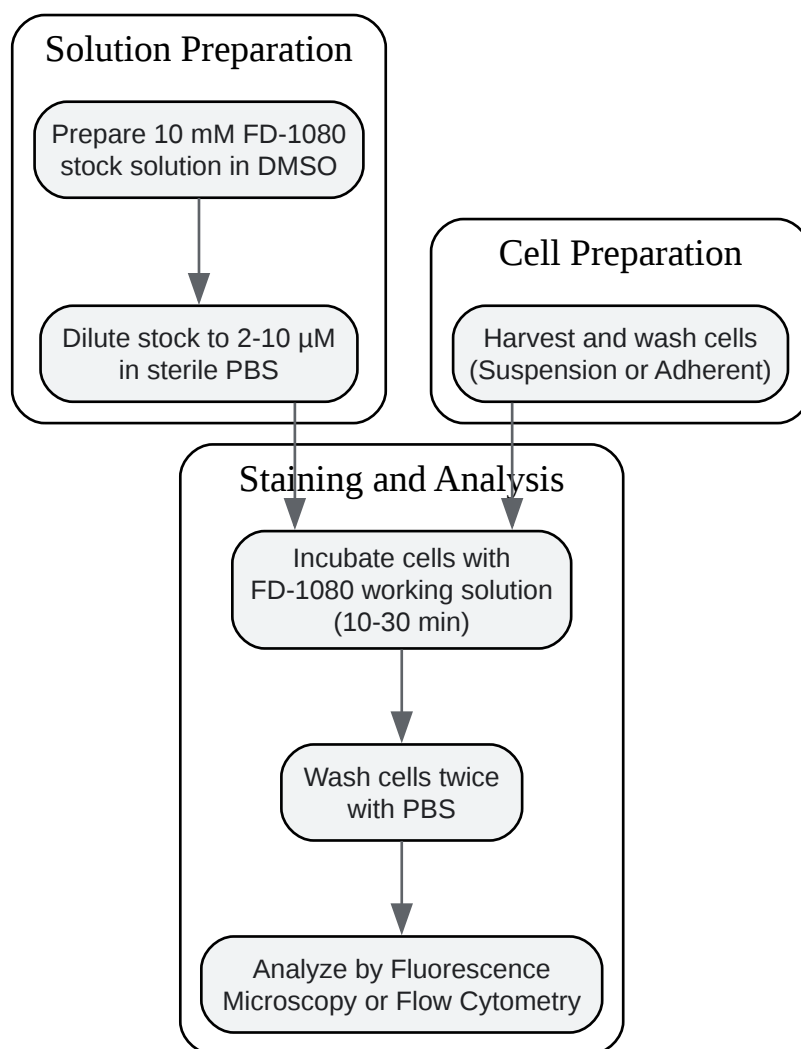 Solution Preparation
Prepare 10 mM FD-1080
stock solution in DMSO
Dilute stock to 2-10 µM
in sterile PBS
Cell Preparation
Harvest and wash cells
(Suspension or Adherent)
Staining and Analysis
Incubate cells with
FD-1080 working solution
(10-30 min)
Wash cells twice
with PBS
Analyze by Fluorescence
Microscopy or Flow Cytometry